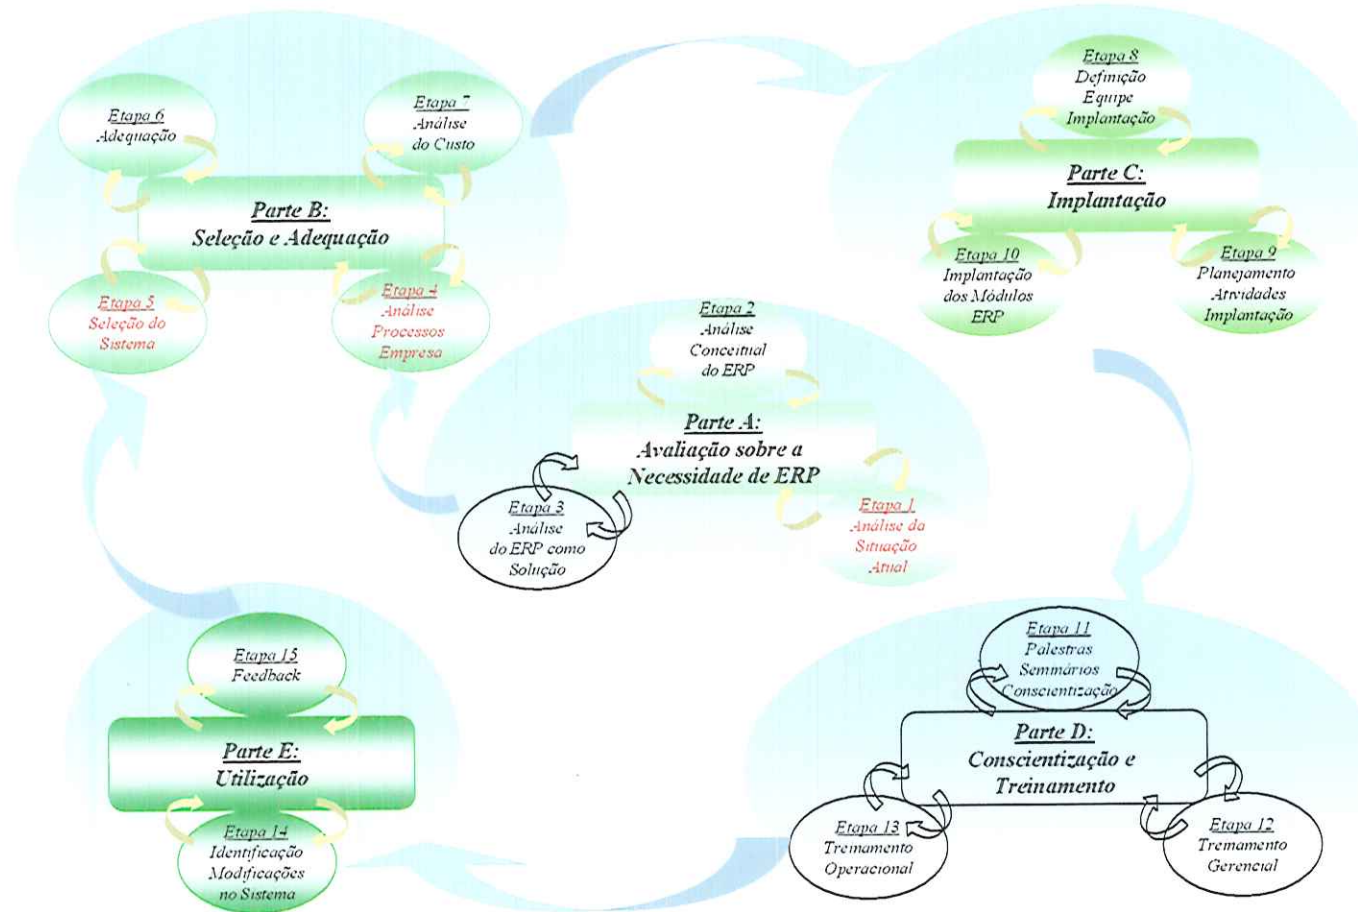 Etapa 6
Adequação
Etapa 7
Análise
do Custo
Parte B:
Seleção e Adequação
Etapa 5
Seleção do
Sistema
Etapa 4
Análise
Processos
Empresa
Etapa 8
Definição
Equipe
Implantação
Parte C:
Implantação
Etapa 10
Implantação
dos Módulos
ERP
Etapa 9
Planejamento
Atividades
Implantação
Etapa 2
Análise
Conceitual
do ERP
Parte A:
Avaliação sobre a
Necessidade de ERP
Etapa 3
Análise
do ERP como
Solução
Etapa 1
Análise da
Situação
Atual
Etapa 15
Feedback
Parte E:
Utilização
Etapa 14
Identificação
Modificações
no Sistema
Etapa 11
Palestras
Seminários
Conscientização
Parte D:
Conscientização e
Treinamento
Etapa 13
Treinamento
Operacional
Etapa 12
Treinamento
Gerencial